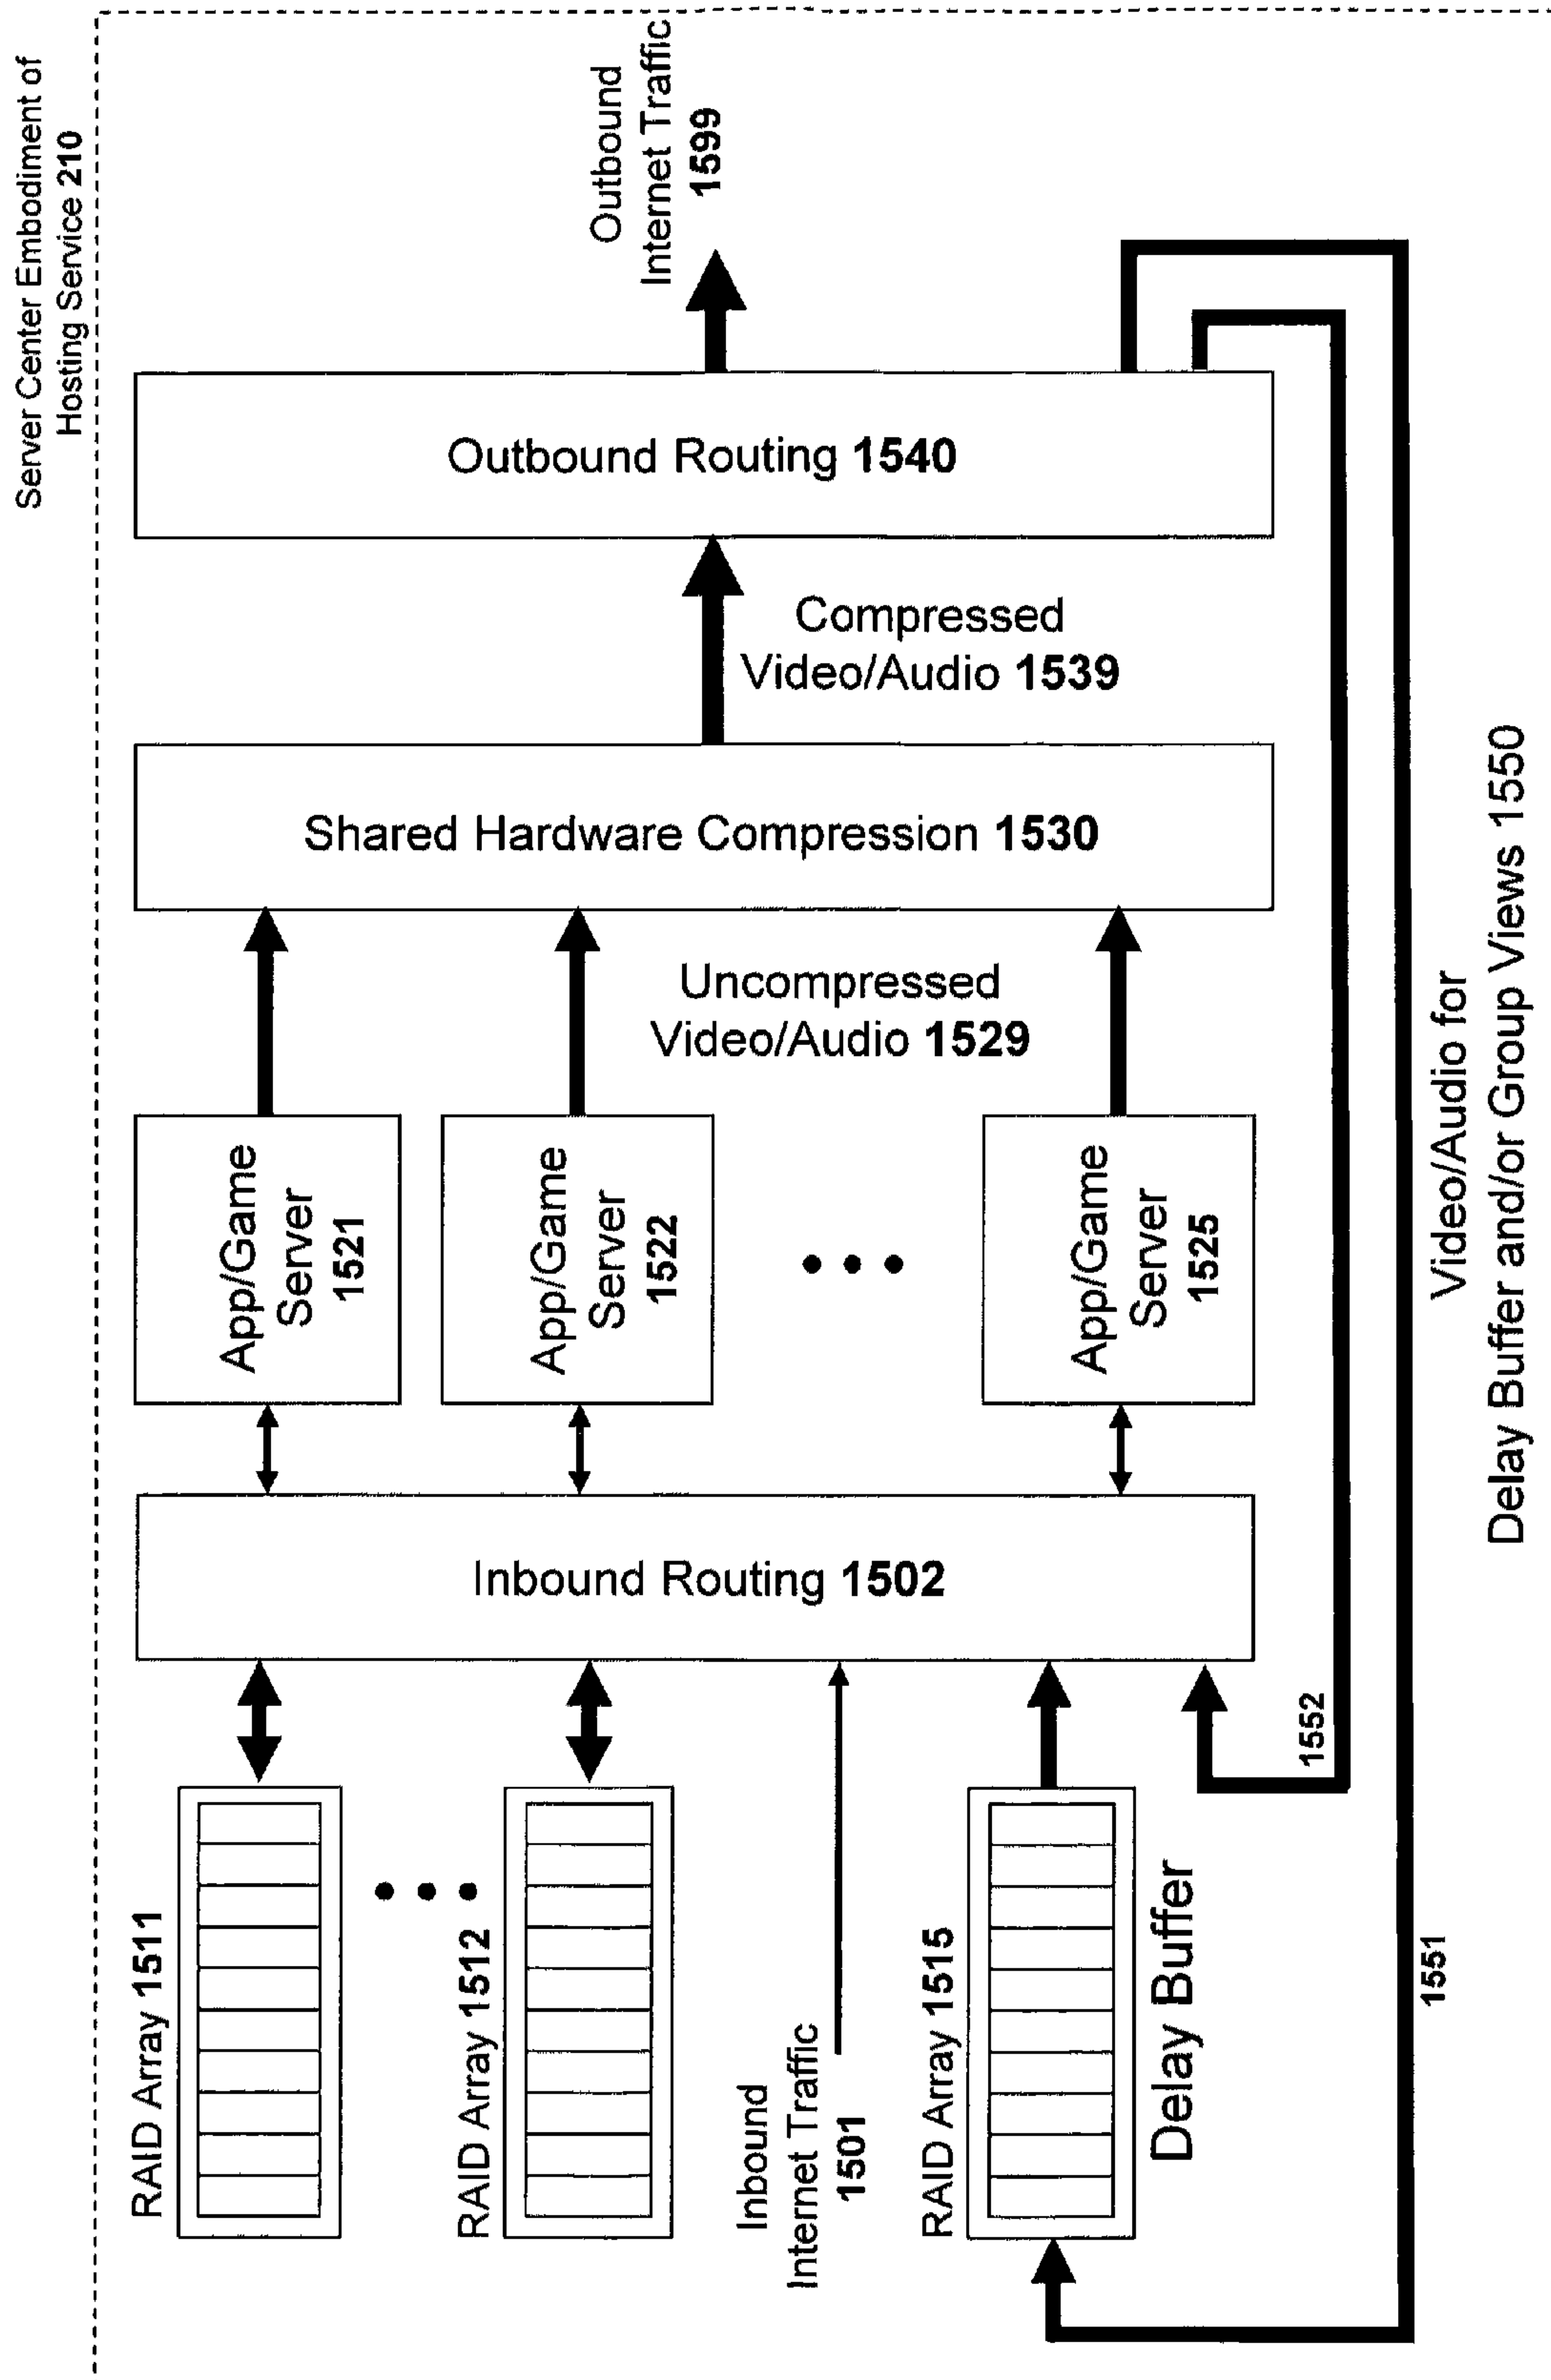 Server Center Embodiment of
Hosting Service 210
RAID Array 1511
RAID Array 1512
Inbound
Internet Traffic
1501
RAID Array 1515
Delay Buffer
Inbound Routing 1502
App/Game
Server
1521
App/Game
Server
1522
App/Game
Server
1525
Uncompressed
Video/Audio 1529
Shared Hardware Compression 1530
Compressed
Video/Audio 1539
Outbound Routing 1540
Outbound
Internet Traffic
1599
1552
1551
Video/Audio for
Delay Buffer and/or Group Views 1550